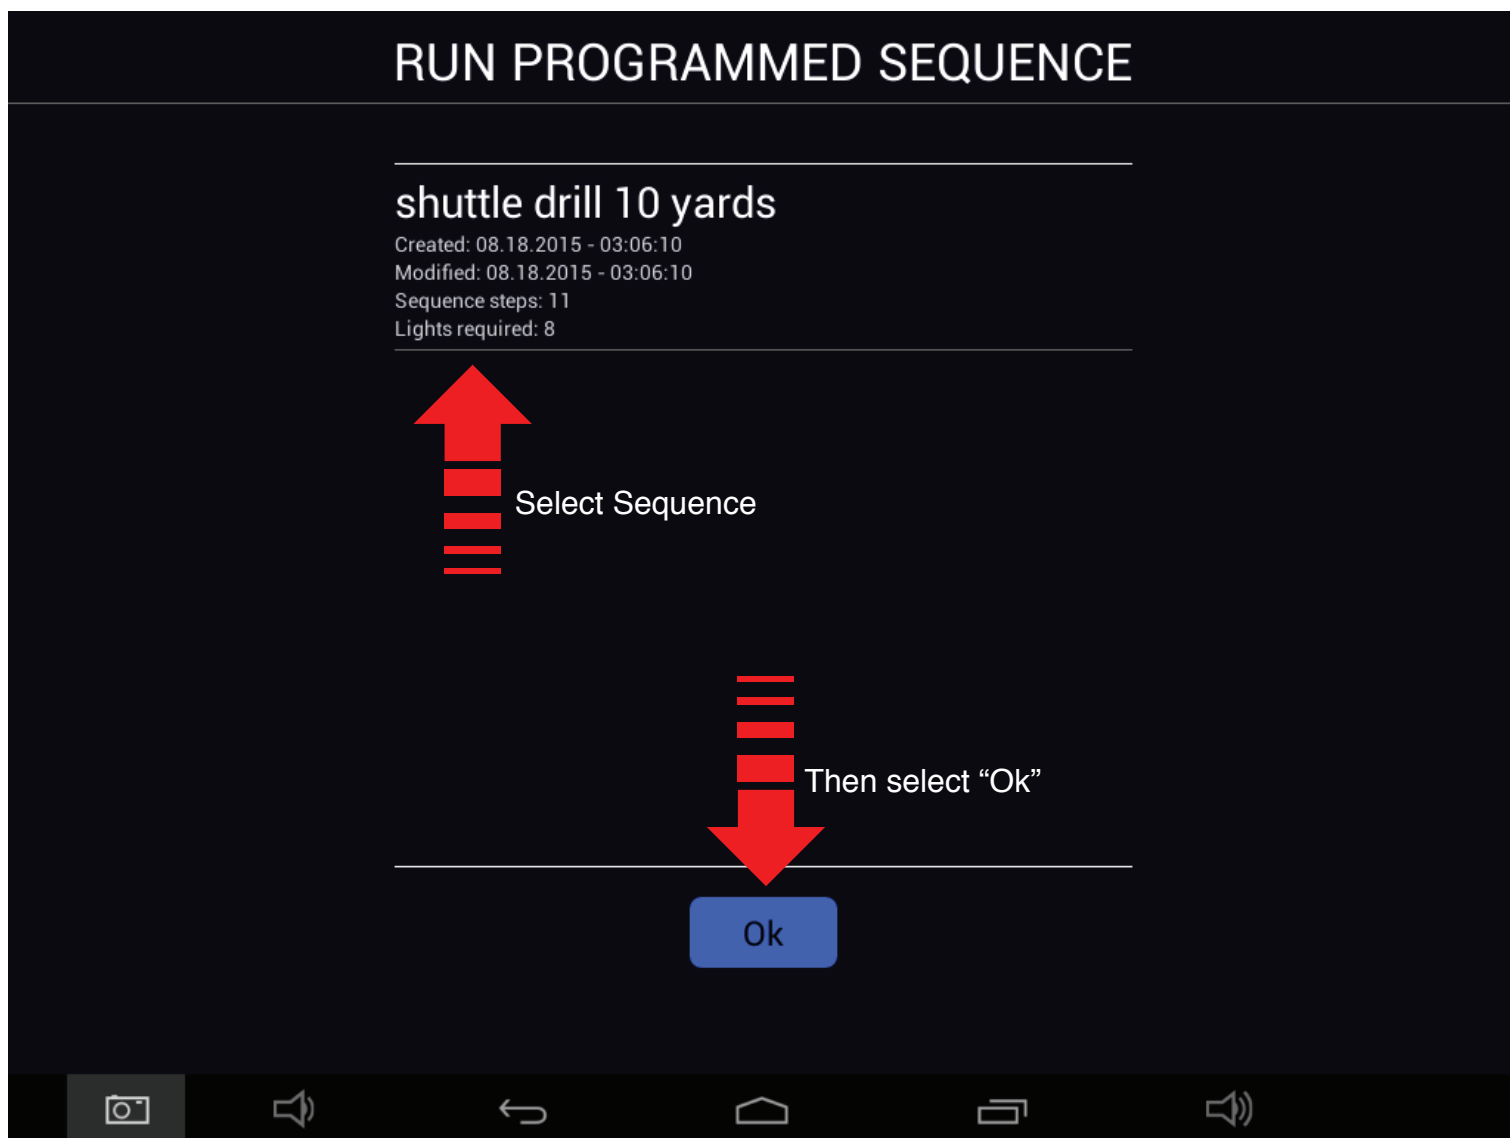 RUN PROGRAMMED SEQUENCE
shuttle drill 10 yards
Created: 08.18.2015 - 03:06:10
Modified: 08.18.2015 - 03:06:10
Sequence steps: 11
Lights required: 8
Select Sequence
Then select “Ok”
Ok